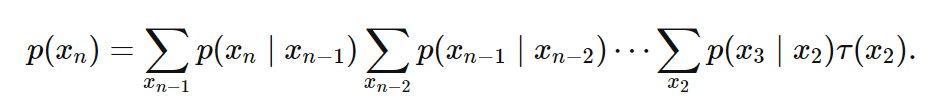 p(x_n) = \sum_{x_{n-1}} p(x_n \mid x_{n-1}) \sum_{x_{n-2}} p(x_{n-1} \mid x_{n-2}) \cdots \sum_{x_2} p(x_3 \mid x_2) \tau(x_2).